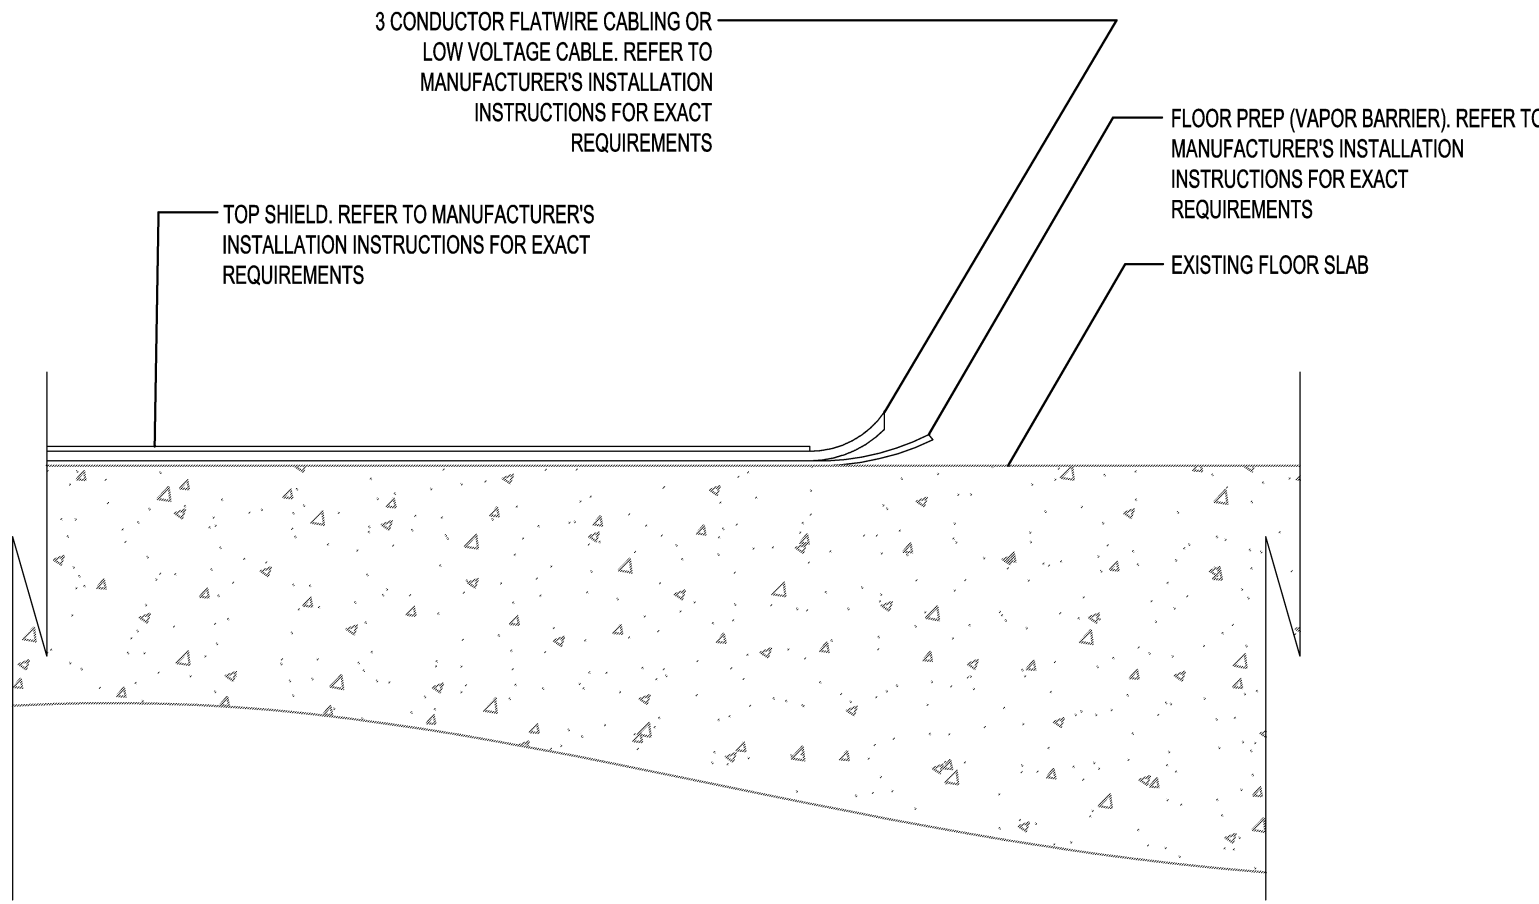 3 CONDUCTOR FLATWIRE CABLING OR
LOW VOLTAGE CABLE. REFER TO
MANUFACTURER'S INSTALLATION
INSTRUCTIONS FOR EXACT
REQUIREMENTS
FLOOR PREP (VAPOR BARRIER). REFER TO
MANUFACTURER'S INSTALLATION
INSTRUCTIONS FOR EXACT
REQUIREMENTS
TOP SHIELD. REFER TO MANUFACTURER'S
INSTALLATION INSTRUCTIONS FOR EXACT
REQUIREMENTS
EXISTING FLOOR SLAB